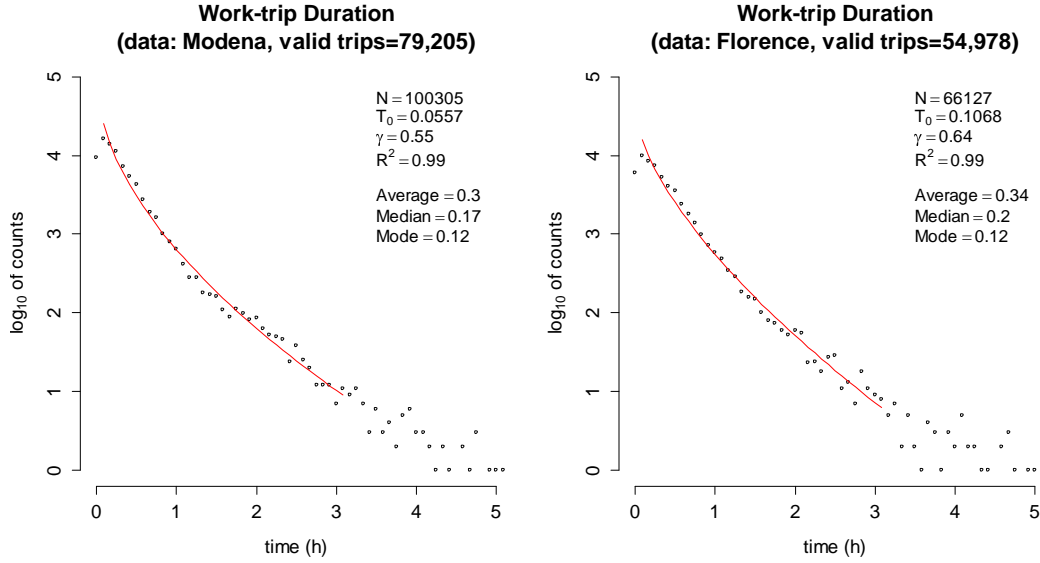 Work-trip Duration
(data: Modena, valid trips=79,205)
N = 100305
T0 = 0.0557
γ = 0.55
R2 = 0.99
Average = 0.3
Median = 0.17
Mode = 0.12
log10 of counts
5
4
3
2
1
0
0 1 2 3 4 5
time (h)
Work-trip Duration
(data: Florence, valid trips=54,978)
N = 66127
T0 = 0.1068
γ = 0.64
R2 = 0.99
Average = 0.34
Median = 0.2
Mode = 0.12
log10 of counts
5
4
3
2
1
0
0 1 2 3 4 5
time (h)